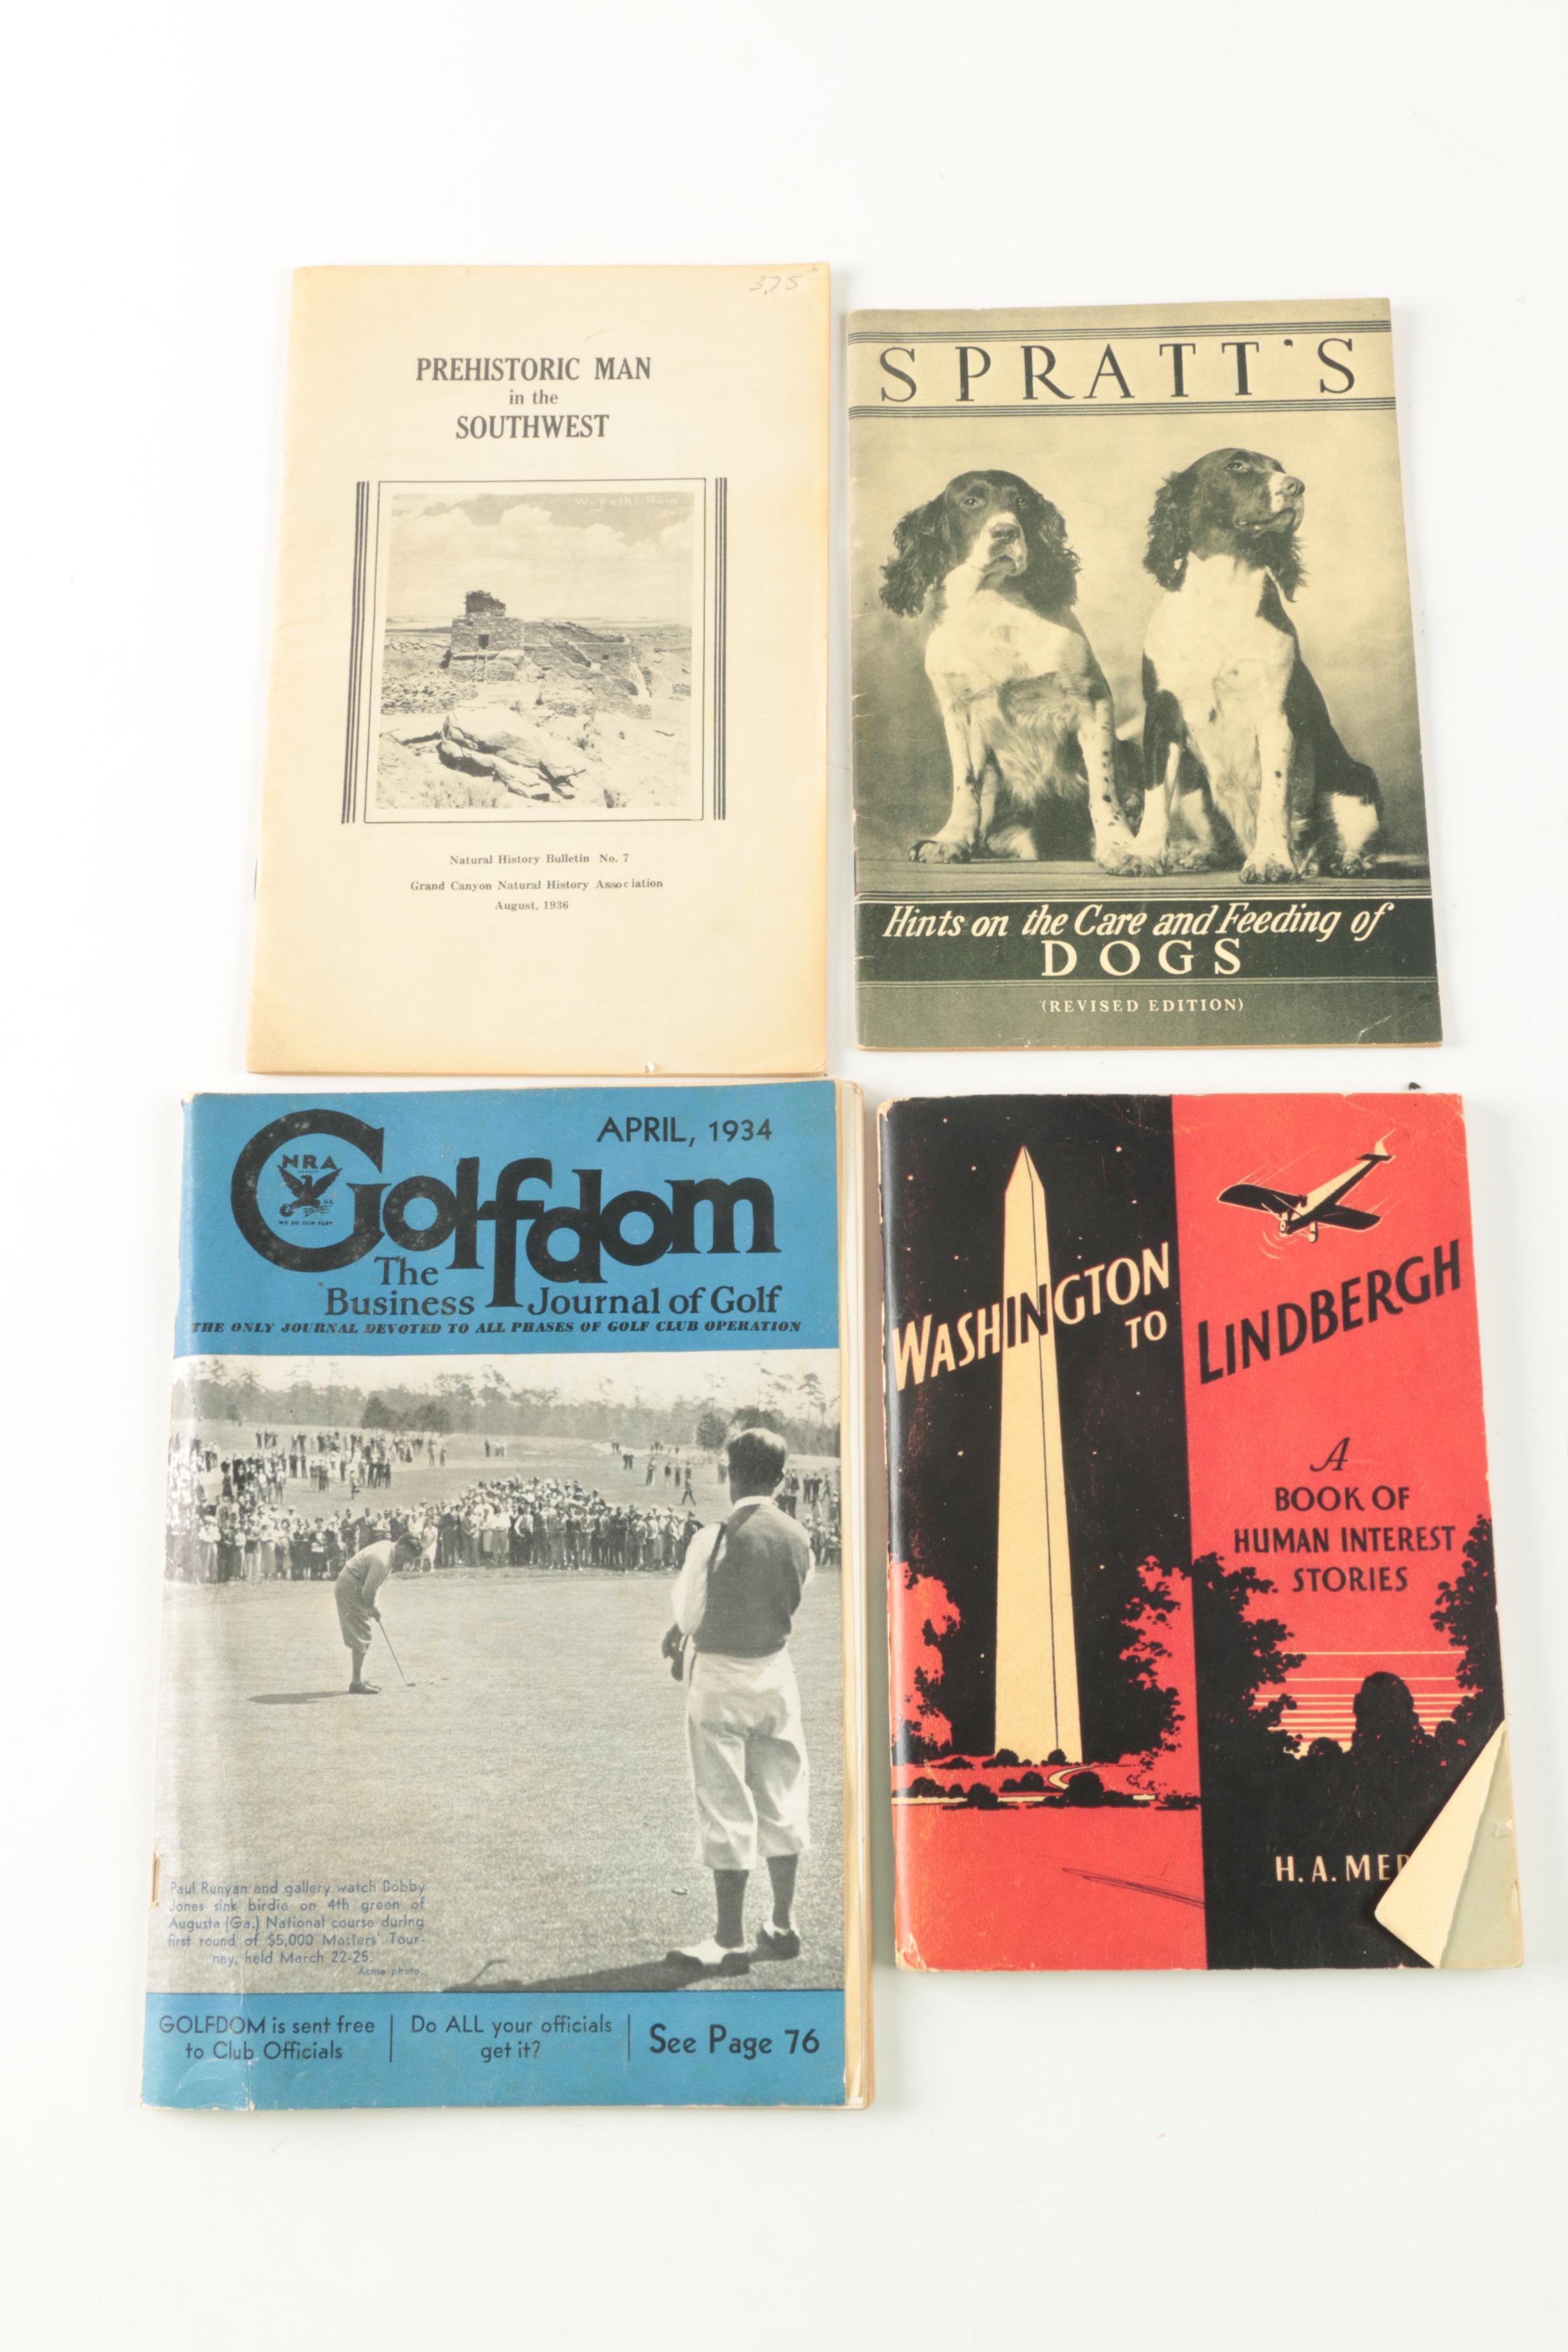 375
PREHISTORIC MAN
in the
SOUTHWEST
Wupatki Ruin
Natural History Bulletin No. 7
Grand Canyon Natural History Association
August, 1936
SPRATT'S
Hints on the Care and Feeding of
DOGS
(REVISED EDITION)
APRIL, 1934
Golfdom
NRA
MEMBER
U.S.
WE DO OUR PART
The
Business Journal of Golf
THE ONLY JOURNAL DEVOTED TO ALL PHASES OF GOLF CLUB OPERATION
Paul Runyan and gallery watch Bobby
Jones sink birdie on 4th green of
Augusta (Ga.) National course during
first round of $5,000 Masters' Tour-
ney, held March 22-25.
Acme photo.
GOLFDOM is sent free
to Club Officials
Do ALL your officials
get it?
See Page 76
WASHINGTON
TO
LINDBERGH
A
BOOK OF
HUMAN INTEREST
STORIES
H. A. MER